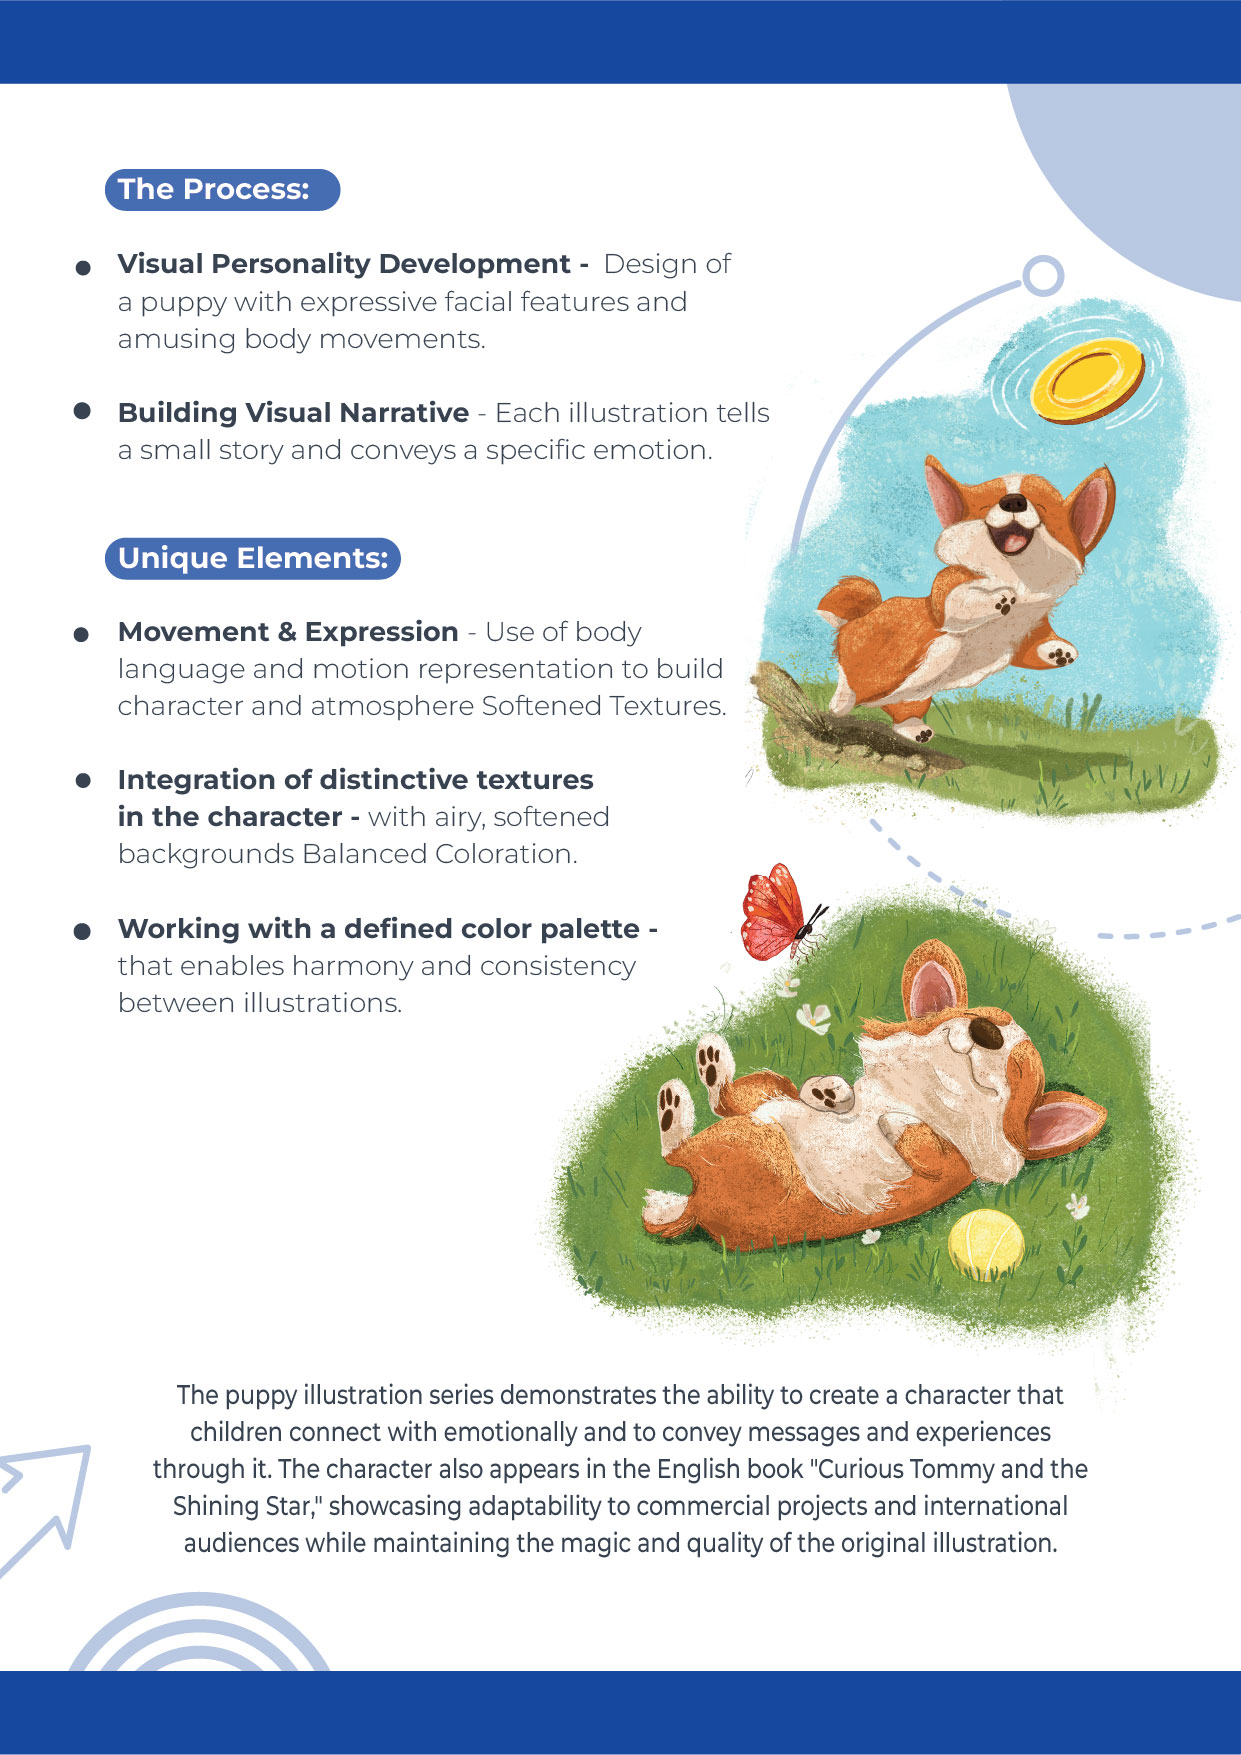 The Process:
Visual Personality Development - Design of
a puppy with expressive facial features and
amusing body movements.
Building Visual Narrative - Each illustration tells
a small story and conveys a specific emotion.
Unique Elements:
Movement & Expression - Use of body
language and motion representation to build
character and atmosphere Softened Textures.
Integration of distinctive textures
in the character - with airy, softened
backgrounds Balanced Coloration.
Working with a defined color palette -
that enables harmony and consistency
between illustrations.
The puppy illustration series demonstrates the ability to create a character that
children connect with emotionally and to convey messages and experiences
through it. The character also appears in the English book "Curious Tommy and the
Shining Star," showcasing adaptability to commercial projects and international
audiences while maintaining the magic and quality of the original illustration.